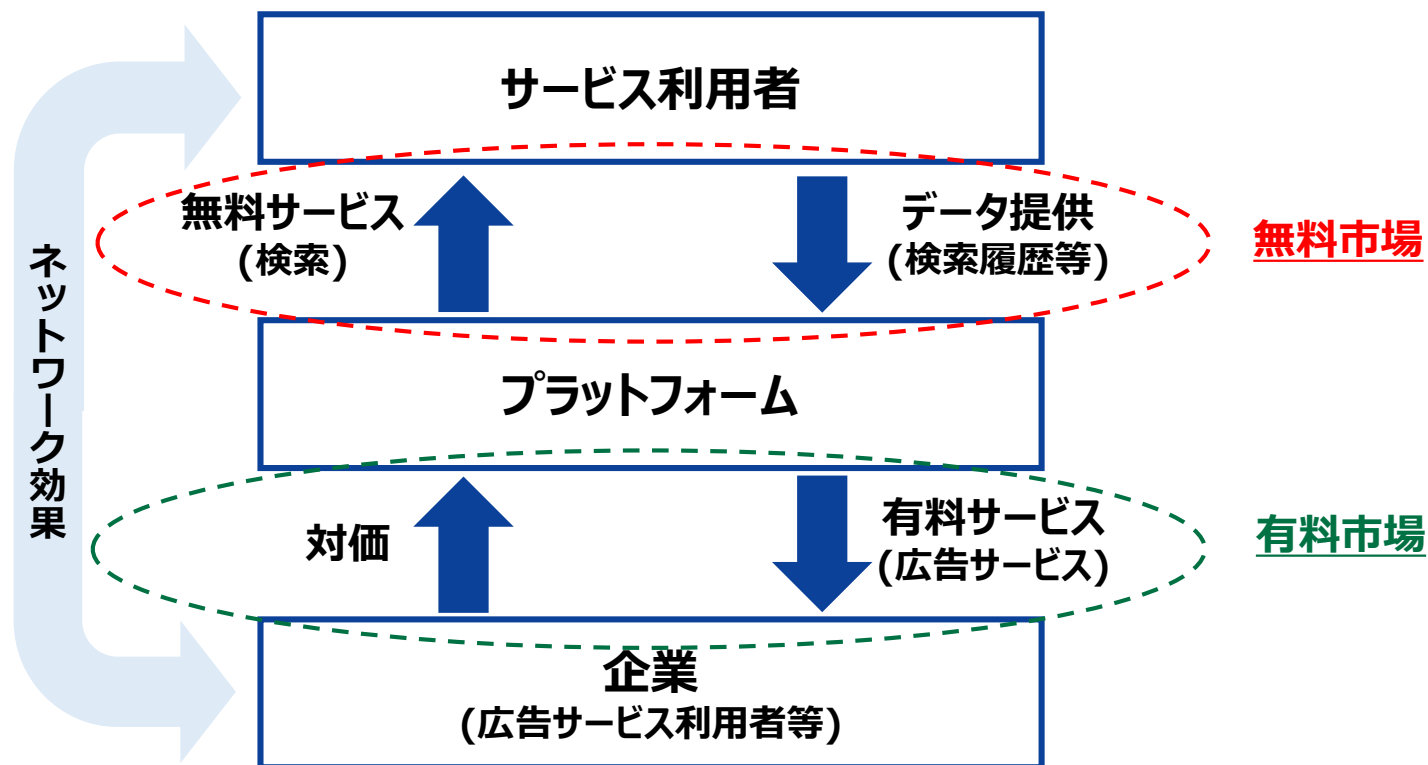 サービス利用者
無料サービス
(検索)
データ提供
(検索履歴等)
無料市場
ネットワーク効果
プラットフォーム
対価
有料サービス
(広告サービス)
有料市場
企業
(広告サービス利用者等)